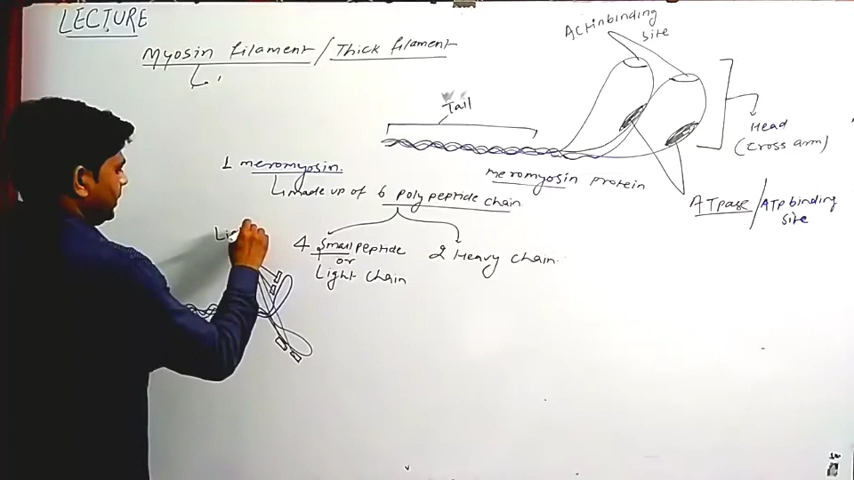 LECTURE
Myosin filament / Thick filament
Actin binding
site
Tail
Head
(Cross arm)
meromyosin protein
ATpase / ATp binding
site
1 meromyosin.
made up of 6 polypeptide chain
4 Small peptide
or
Light chain
2 Heavy chain
Li